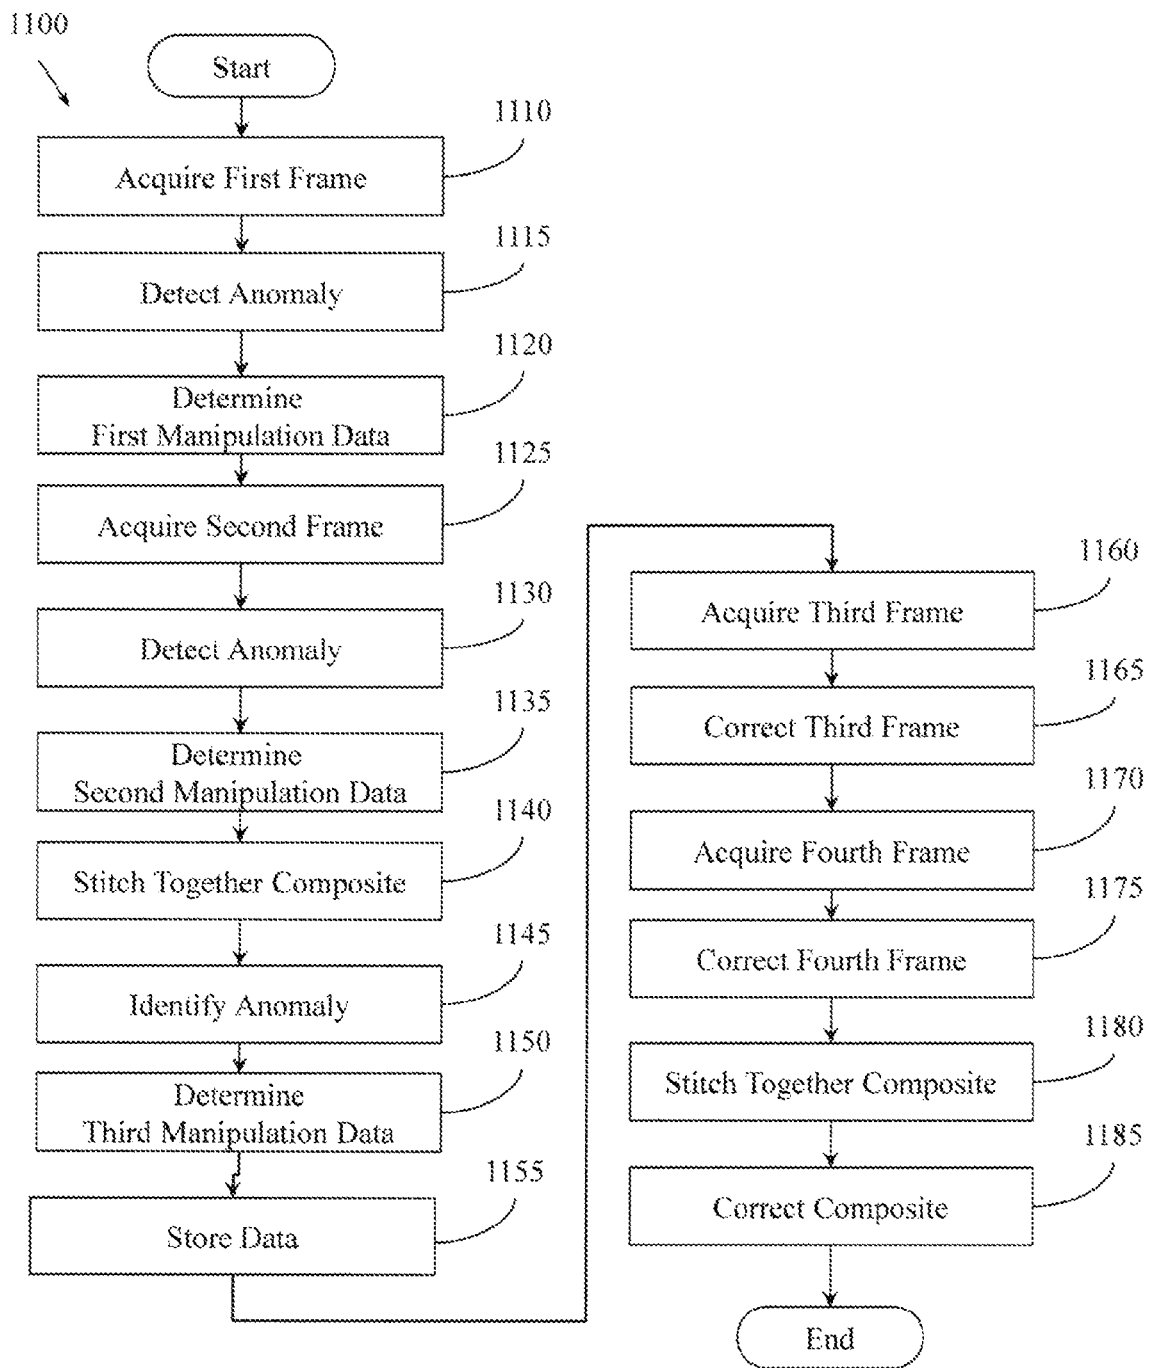 1100
Start
1110
Acquire First Frame
1115
Detect Anomaly
1120
Determine
First Manipulation Data
1125
Acquire Second Frame
1130
Detect Anomaly
1135
Determine
Second Manipulation Data
1140
Stitch Together Composite
1145
Identify Anomaly
1150
Determine
Third Manipulation Data
1155
Store Data
1160
Acquire Third Frame
1165
Correct Third Frame
1170
Acquire Fourth Frame
1175
Correct Fourth Frame
1180
Stitch Together Composite
1185
Correct Composite
End